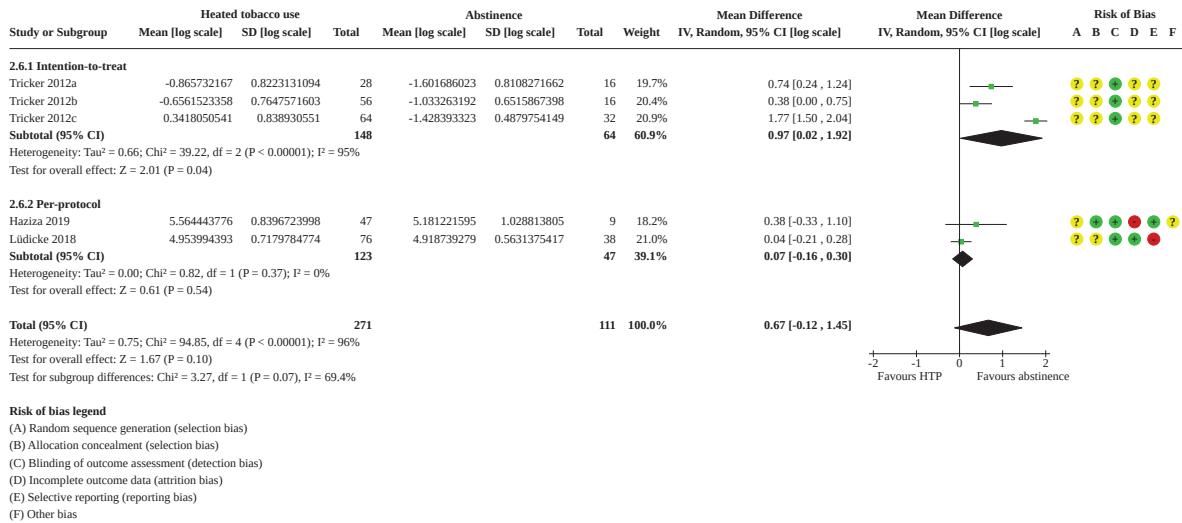 Heated tobacco use Abstinence Mean Difference Mean Difference Risk of Bias
Study or Subgroup Mean [log scale] SD [log scale] Total Mean [log scale] SD [log scale] Total Weight IV, Random, 95% CI [log scale] IV, Random, 95% CI [log scale] A B C D E F
2.6.1 Intention-to-treat
Tricker 2012a -0.865732167 0.8223131094 28 -1.601686023 0.8108271662 16 19.7% 0.74 [0.24 , 1.24] ? ? + ? ?
Tricker 2012b -0.6561523358 0.7647571603 56 -1.033263192 0.6515867398 16 20.4% 0.38 [0.00 , 0.75] ? ? + ? ?
Tricker 2012c 0.3418050541 0.838930551 64 -1.428393323 0.4879754149 32 20.9% 1.77 [1.50 , 2.04] ? ? + ? ?
Subtotal (95% CI) 148 64 60.9% 0.97 [0.02 , 1.92]
Heterogeneity: Tau² = 0.66; Chi² = 39.22, df = 2 (P < 0.00001); I² = 95%
Test for overall effect: Z = 2.01 (P = 0.04)
2.6.2 Per-protocol
Haziza 2019 5.564443776 0.8396723998 47 5.181221595 1.028813805 9 18.2% 0.38 [-0.33 , 1.10] ? + + - + ?
Lüdicke 2018 4.953994393 0.7179784774 76 4.918739279 0.5631375417 38 21.0% 0.04 [-0.21 , 0.28] ? ? + + -
Subtotal (95% CI) 123 47 39.1% 0.07 [-0.16 , 0.30]
Heterogeneity: Tau² = 0.00; Chi² = 0.82, df = 1 (P = 0.37); I² = 0%
Test for overall effect: Z = 0.61 (P = 0.54)
Total (95% CI) 271 111 100.0% 0.67 [-0.12 , 1.45]
Heterogeneity: Tau² = 0.75; Chi² = 94.85, df = 4 (P < 0.00001); I² = 96%
Test for overall effect: Z = 1.67 (P = 0.10)
Test for subgroup differences: Chi² = 3.27, df = 1 (P = 0.07), I² = 69.4%
-2 -1 0 1 2
Favours HTP Favours abstinence
Risk of bias legend
(A) Random sequence generation (selection bias)
(B) Allocation concealment (selection bias)
(C) Blinding of outcome assessment (detection bias)
(D) Incomplete outcome data (attrition bias)
(E) Selective reporting (reporting bias)
(F) Other bias